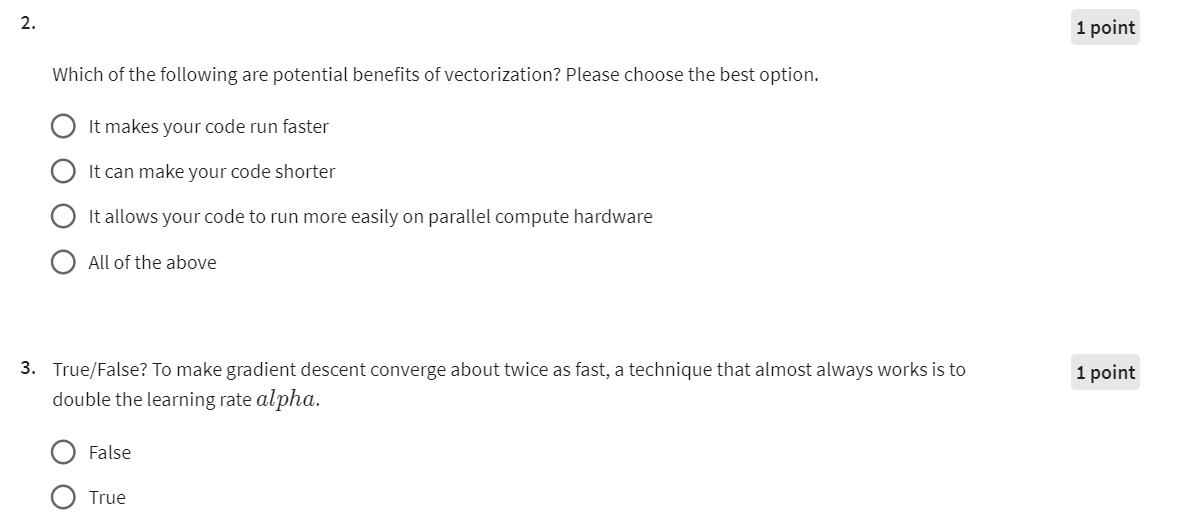 2.
1 point
Which of the following are potential benefits of vectorization? Please choose the best option.
It makes your code run faster
It can make your code shorter
It allows your code to run more easily on parallel compute hardware
All of the above
3. True/False? To make gradient descent converge about twice as fast, a technique that almost always works is to
1 point
double the learning rate alpha.
False
True